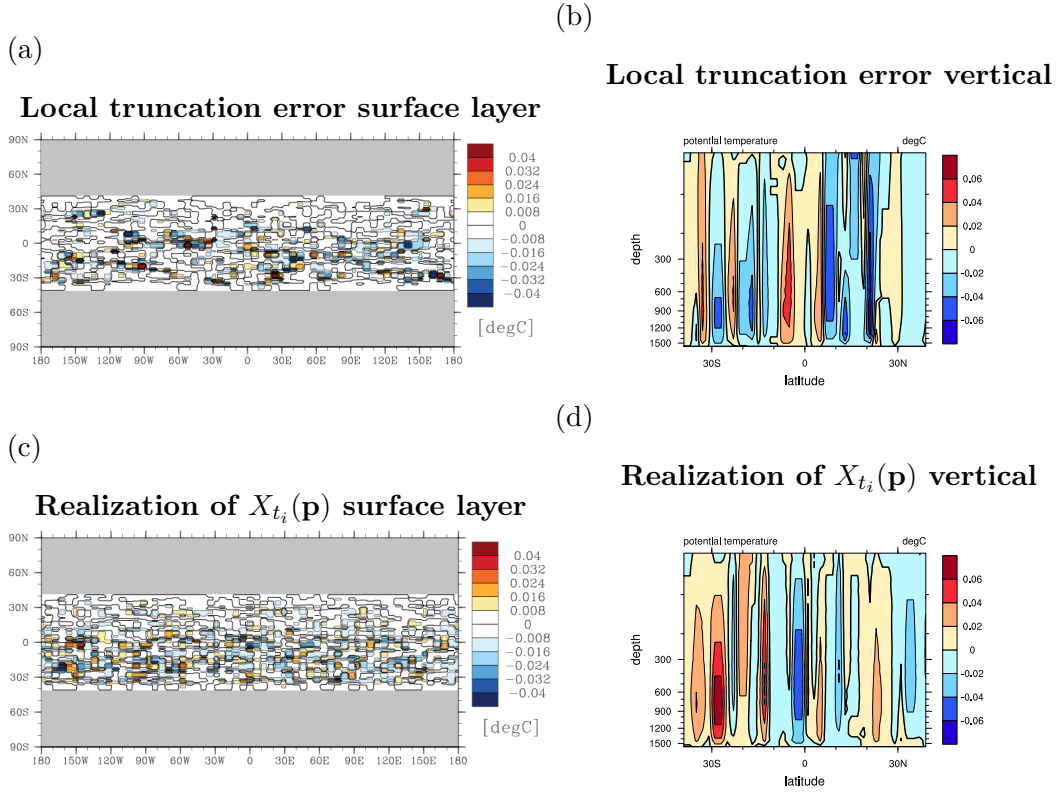 (a)
Local truncation error surface layer
90N
60N
30N
0
30S
60S
90S
180 150W 120W 90W 60W 30W 0 30E 60E 90E 120E 150E 180
0.04
0.032
0.024
0.016
0.008
0
−0.008
−0.016
−0.024
−0.032
−0.04
[degC]
(b)
Local truncation error vertical
potential temperature degC
depth
300
600
900
1200
1500
30S 0 30N
latitude
0.06
0.04
0.02
0
-0.02
-0.04
-0.06
(c)
Realization of $X_{t_i}(\mathbf{p})$ surface layer
90N
60N
30N
0
30S
60S
90S
180 150W 120W 90W 60W 30W 0 30E 60E 90E 120E 150E 180
0.04
0.032
0.024
0.016
0.008
0
−0.008
−0.016
−0.024
−0.032
−0.04
[degC]
(d)
Realization of $X_{t_i}(\mathbf{p})$ vertical
potential temperature degC
depth
300
600
900
1200
1500
30S 0 30N
latitude
0.06
0.04
0.02
0
-0.02
-0.04
-0.06